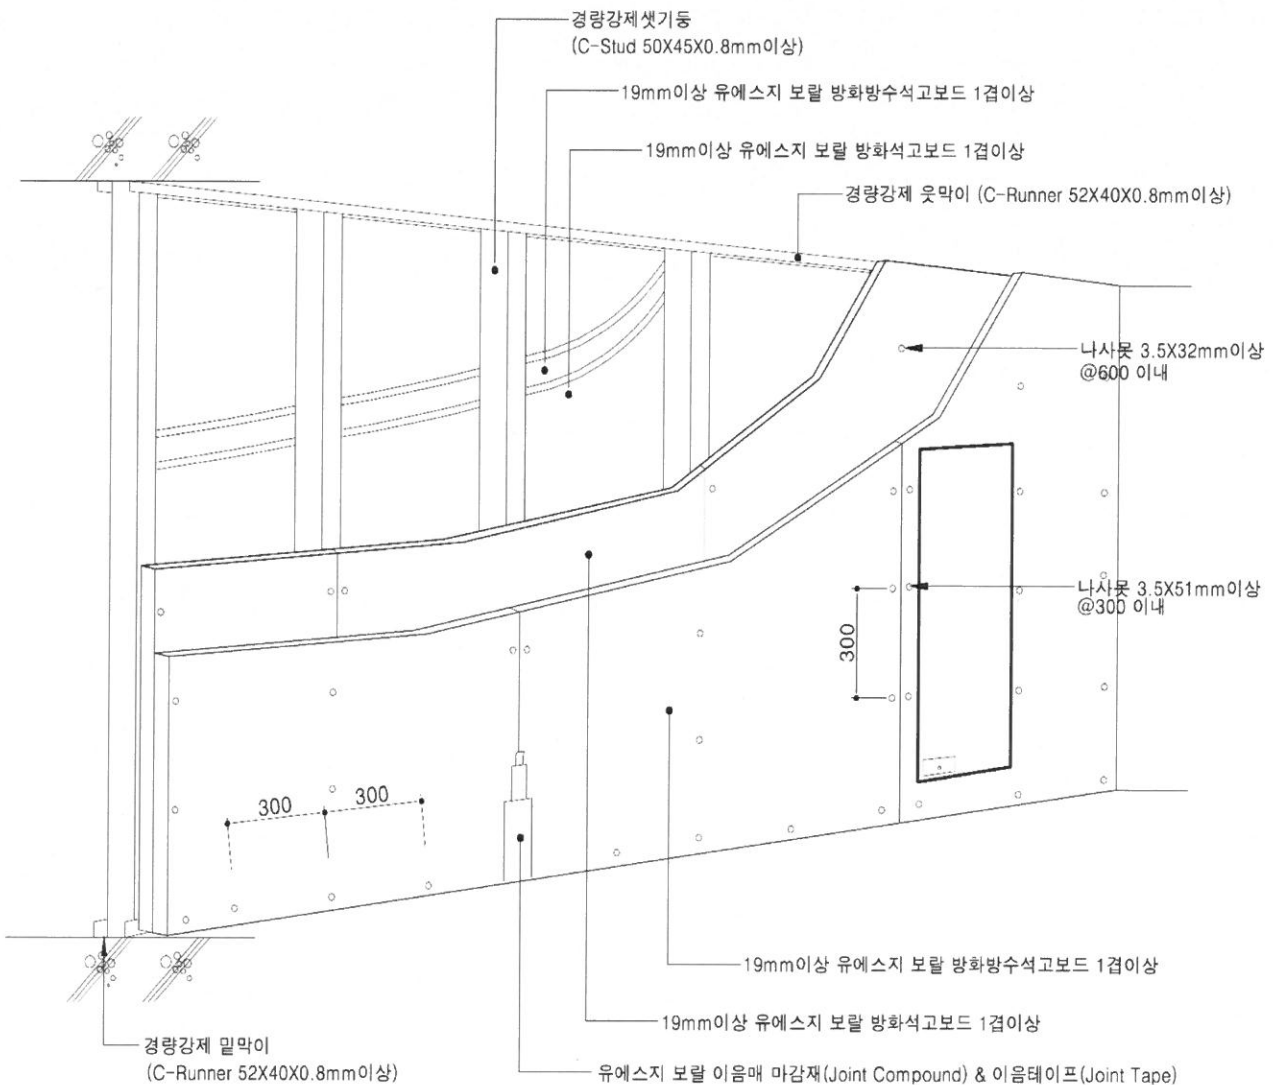 경량강제샛기둥
(C-Stud 50X45X0.8mm이상)
19mm이상 유에스지 보랄 방화방수석고보드 1겹이상
19mm이상 유에스지 보랄 방화석고보드 1겹이상
경량강제 웃막이 (C-Runner 52X40X0.8mm이상)
나사못 3.5X32mm이상
@600 이내
나사못 3.5X51mm이상
@300 이내
300
300
300
19mm이상 유에스지 보랄 방화방수석고보드 1겹이상
19mm이상 유에스지 보랄 방화석고보드 1겹이상
경량강제 밑막이
(C-Runner 52X40X0.8mm이상)
유에스지 보랄 이음매 마감재(Joint Compound) & 이음테이프(Joint Tape)